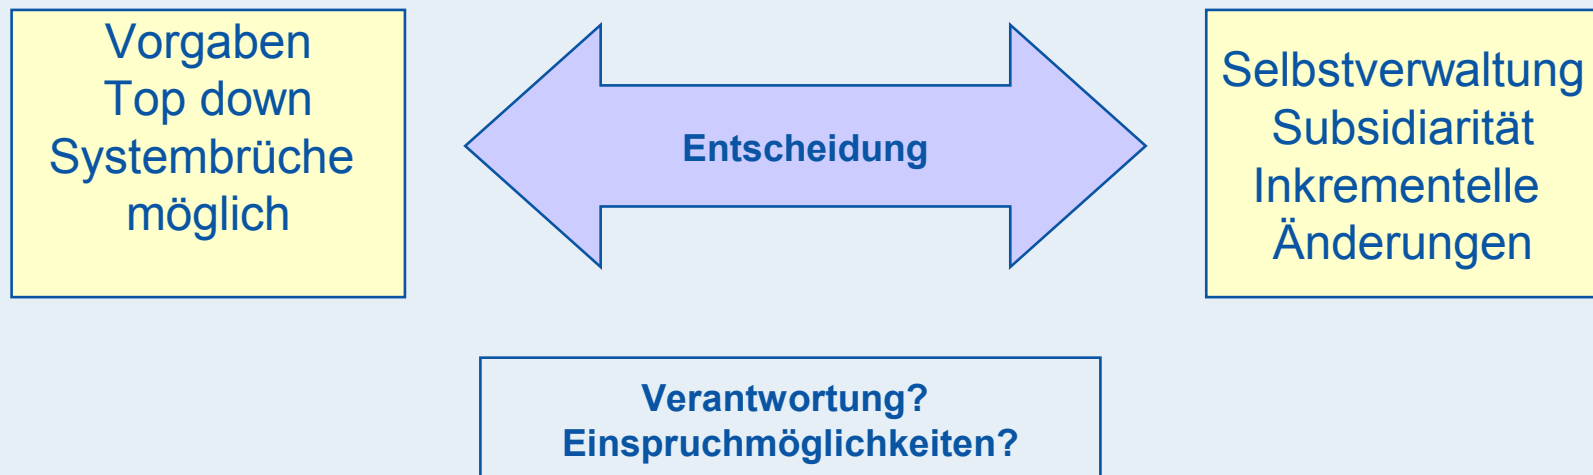 Vorgaben
Top down
Systembrüche
möglich
Entscheidung
Selbstverwaltung
Subsidiarität
Inkrementelle
Änderungen
Verantwortung?
Einspruchmöglichkeiten?